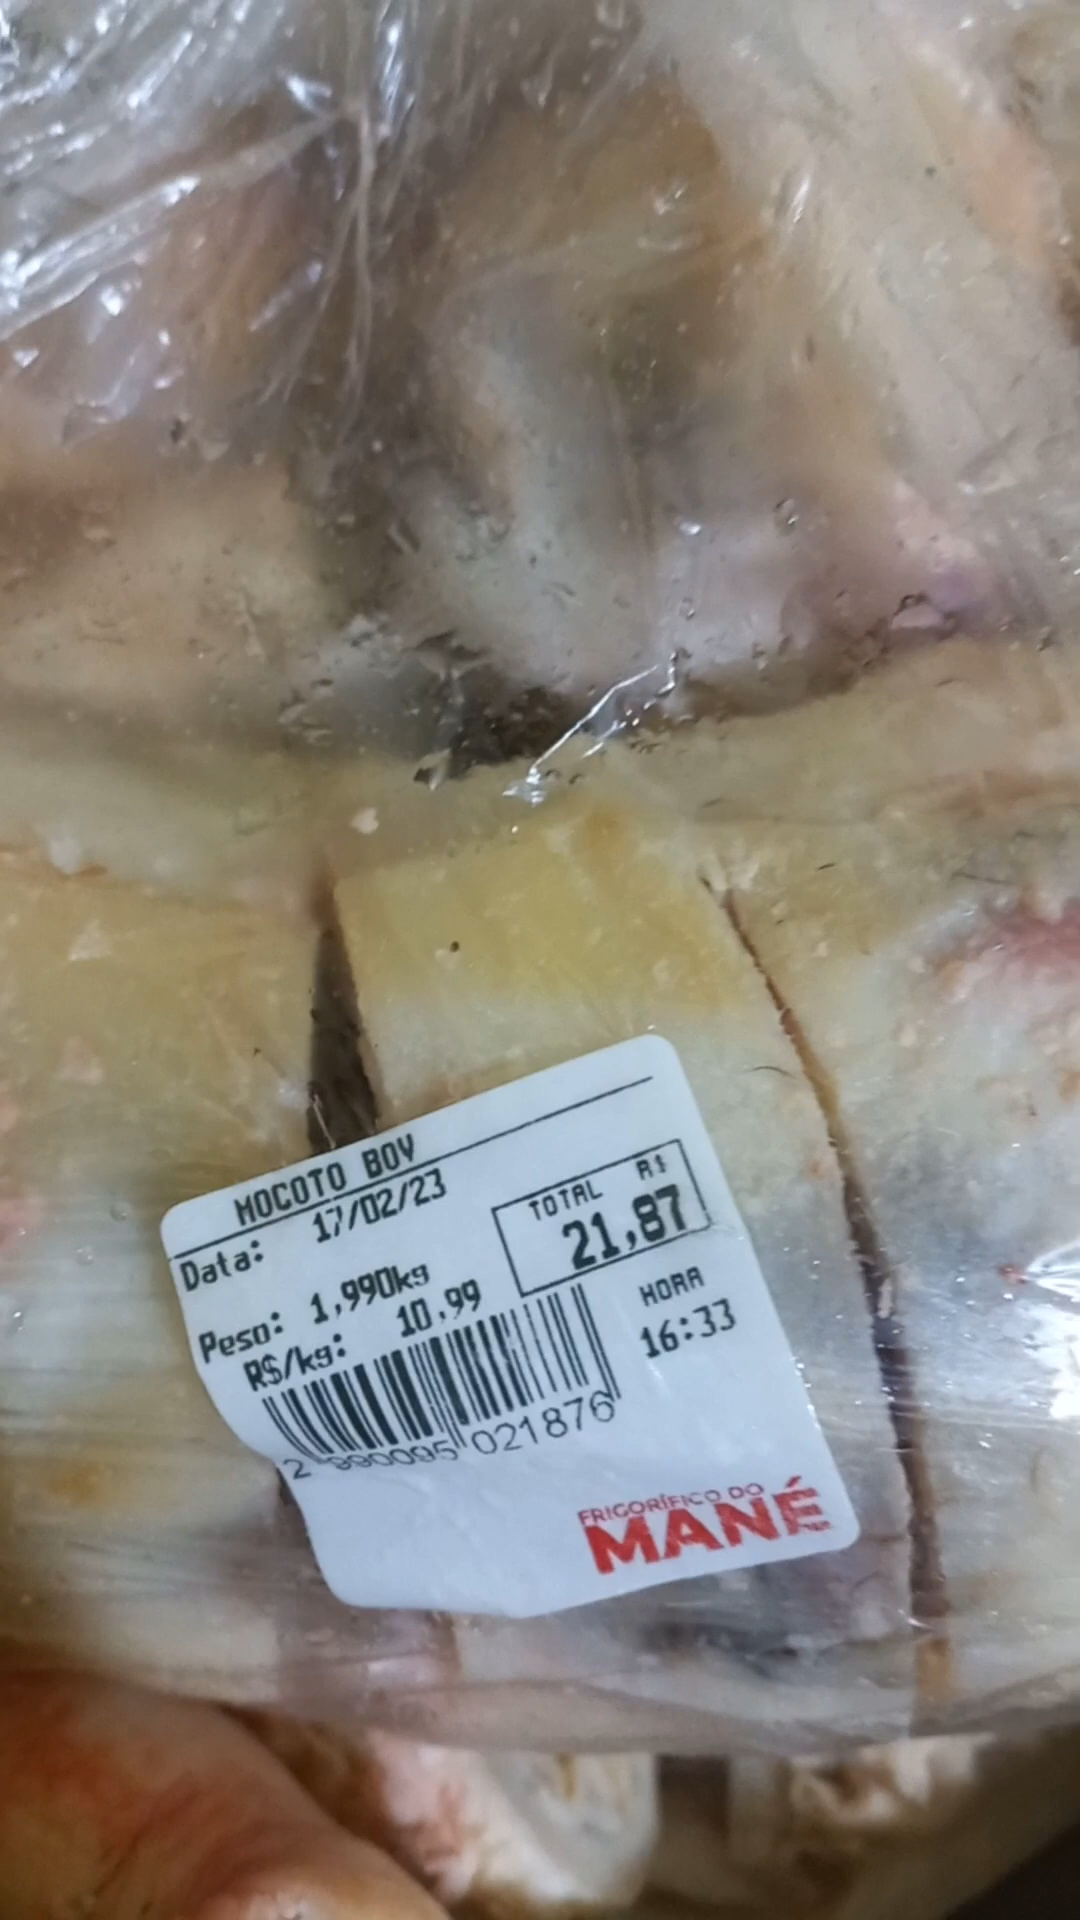 MOCOTO BOV
Data: 17/02/23
Peso: 1,990kg
R$/kg: 10,99
TOTAL R$
21,87
HORA
16:33
2 990095 021876
FRIGORÍFICO DO
MANÉ